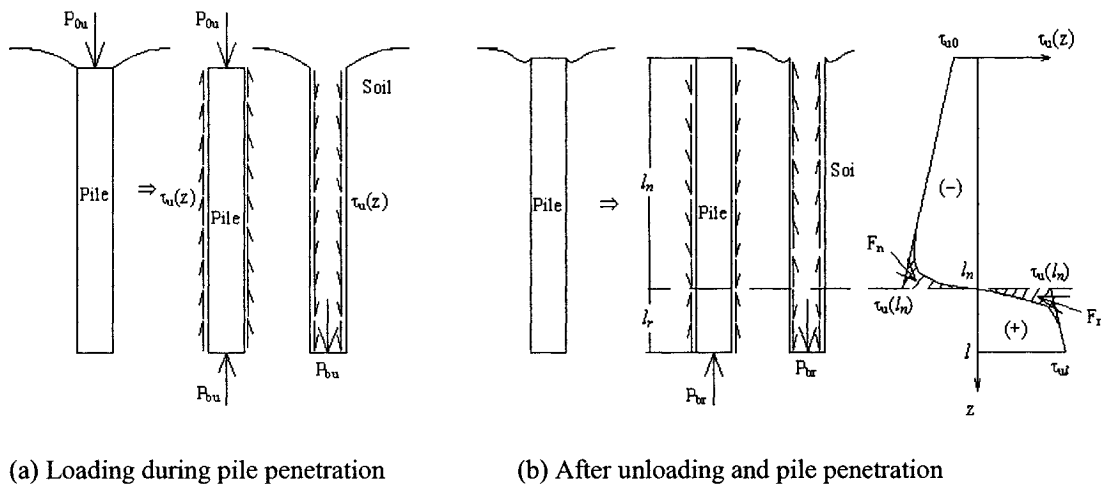 P0u
P0u
Soil
Pile
⇒
τu(z)
Pile
τu(z)
Pbu
Pbu
Pile
⇒
ln
lr
Pile
Soi
Pbr
Pbr
τu0
τu(z)
(−)
Fn
ln
τu(ln)
τu(ln)
(+)
l
τul
z
(a) Loading during pile penetration
(b) After unloading and pile penetration